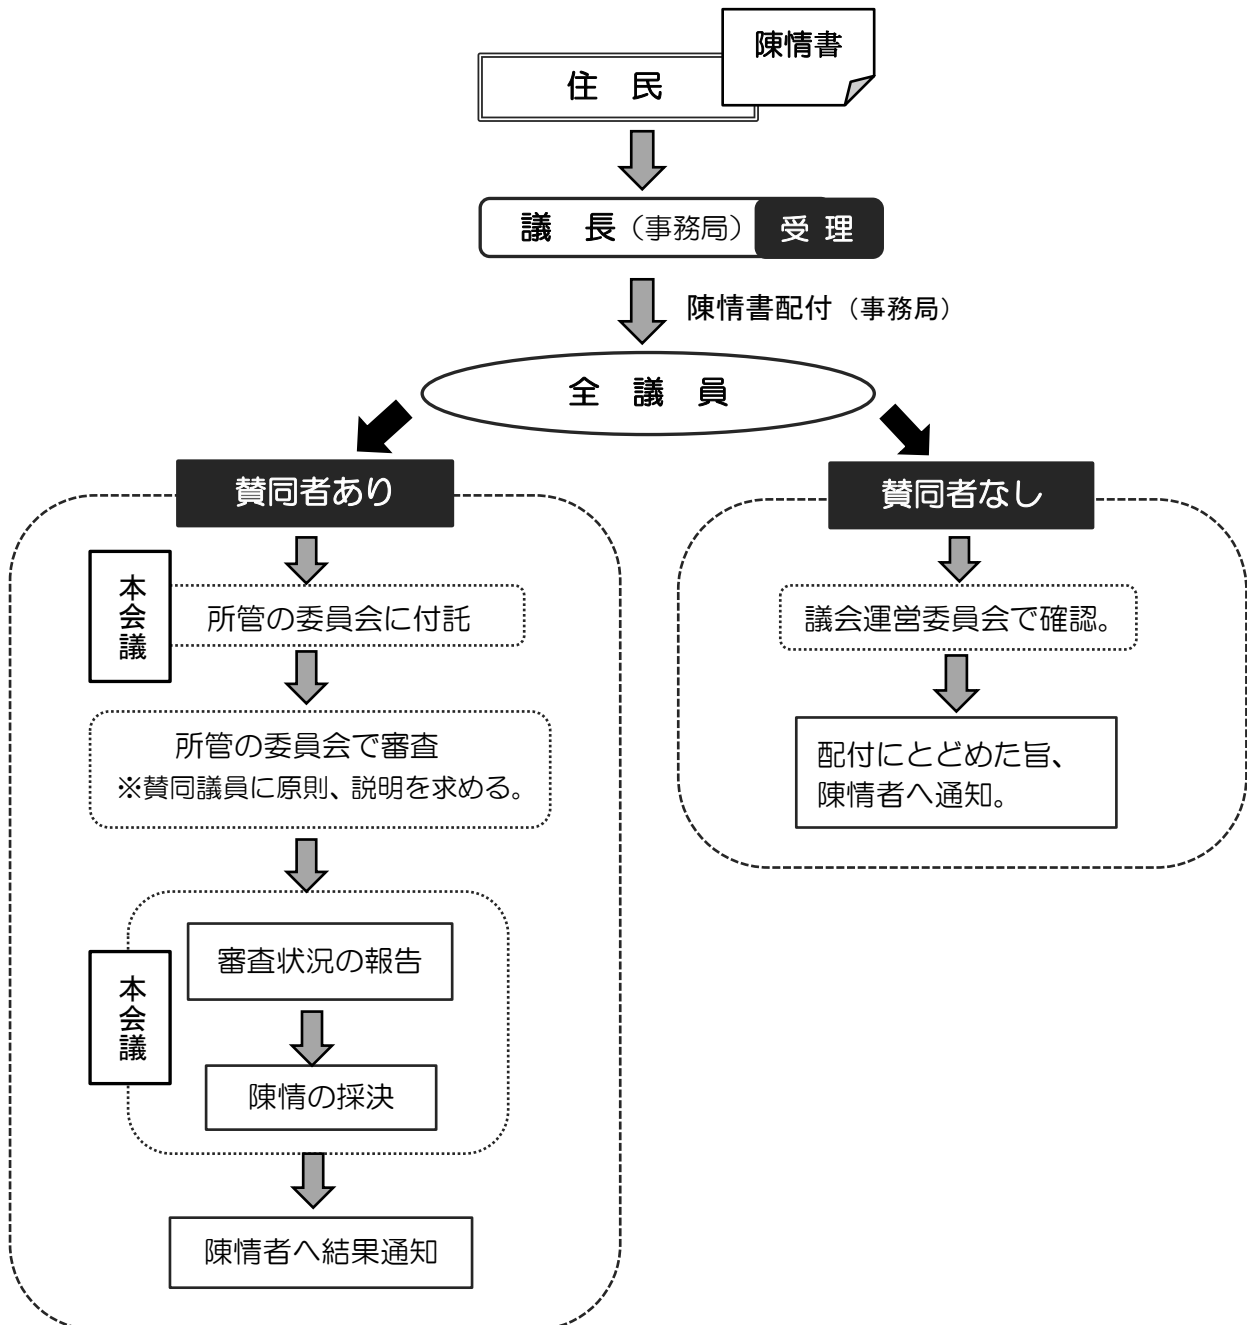 陳情書
住　民
議　長（事務局）
受 理
陳情書配付（事務局）
全　議　員
賛同者あり
本会議
所管の委員会に付託
所管の委員会で審査
※賛同議員に原則、説明を求める。
本会議
審査状況の報告
陳情の採決
陳情者へ結果通知
賛同者なし
議会運営委員会で確認。
配付にとどめた旨、
陳情者へ通知。